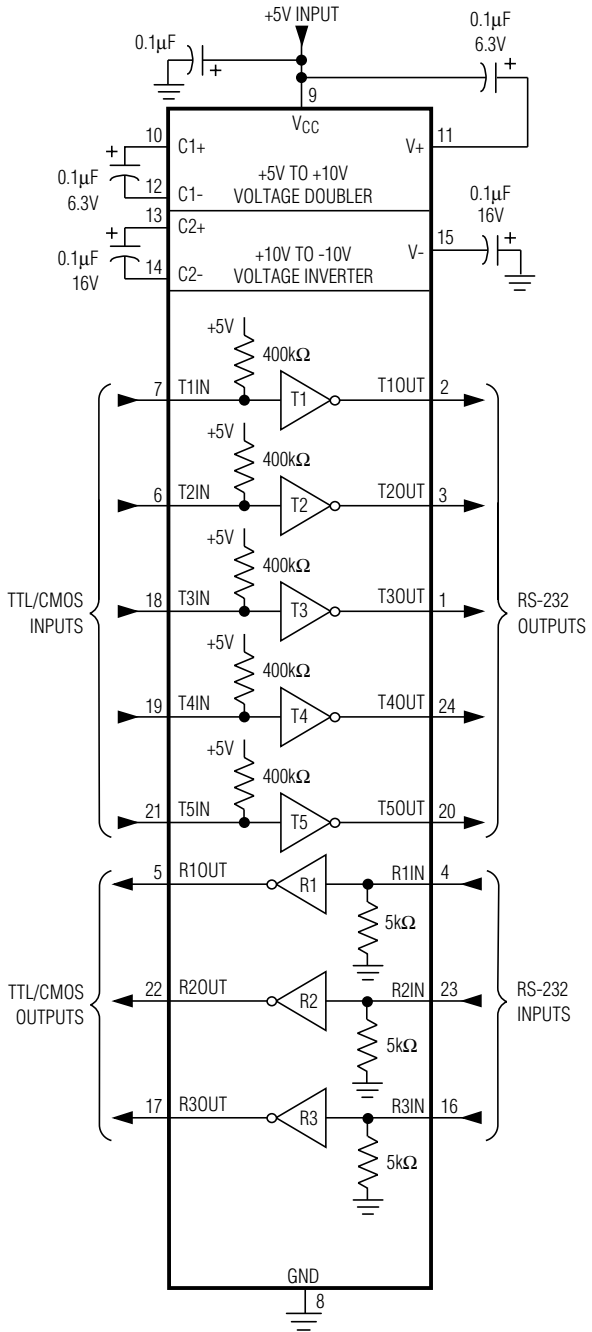 +5V INPUT
0.1µF
0.1µF
6.3V
9
VCC
10
C1+
V+
11
0.1µF
6.3V
+5V TO +10V
VOLTAGE DOUBLER
12
C1-
13
C2+
0.1µF
16V
0.1µF
16V
+10V TO -10V
VOLTAGE INVERTER
V-
15
14
C2-
+
+
+
+
+
+5V
400kΩ
7
T1IN
T1
T1OUT
2
+5V
400kΩ
6
T2IN
T2
T2OUT
3
+5V
400kΩ
TTL/CMOS
INPUTS
18
T3IN
T3
T3OUT
1
RS-232
OUTPUTS
+5V
400kΩ
19
T4IN
T4
T4OUT
24
+5V
400kΩ
21
T5IN
T5
T5OUT
20
5
R1OUT
R1
R1IN
4
5kΩ
TTL/CMOS
OUTPUTS
22
R2OUT
R2
R2IN
23
RS-232
INPUTS
5kΩ
17
R3OUT
R3
R3IN
16
5kΩ
GND
8